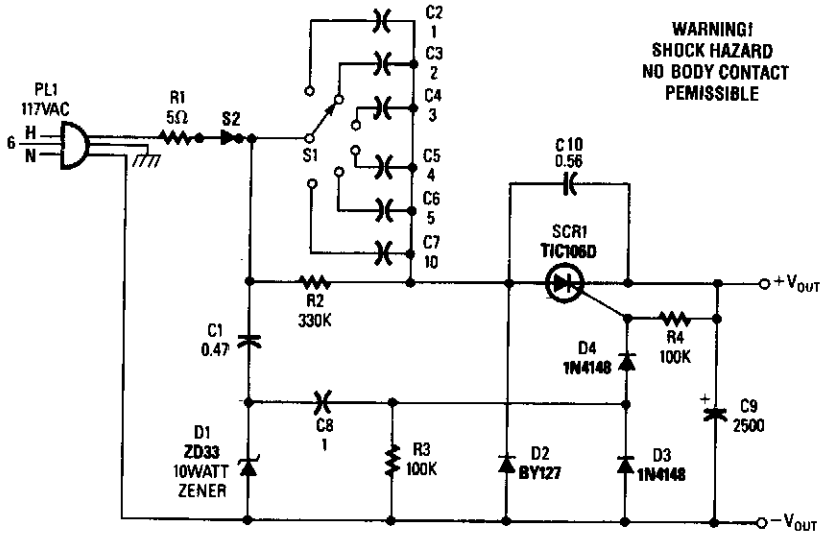 WARNING!
SHOCK HAZARD
NO BODY CONTACT
PEMISSIBLE
PL1
117VAC
H
6
N
R1
5Ω
S2
S1
C2
1
C3
2
C4
3
C5
4
C6
5
C7
10
C10
0.56
SCR1
TIC106D
+VOUT
R2
330K
C1
0.47
R4
100K
D4
1N4148
C8
1
D1
ZD33
10WATT
ZENER
R3
100K
D2
BY127
D3
1N4148
+
C9
2500
−VOUT